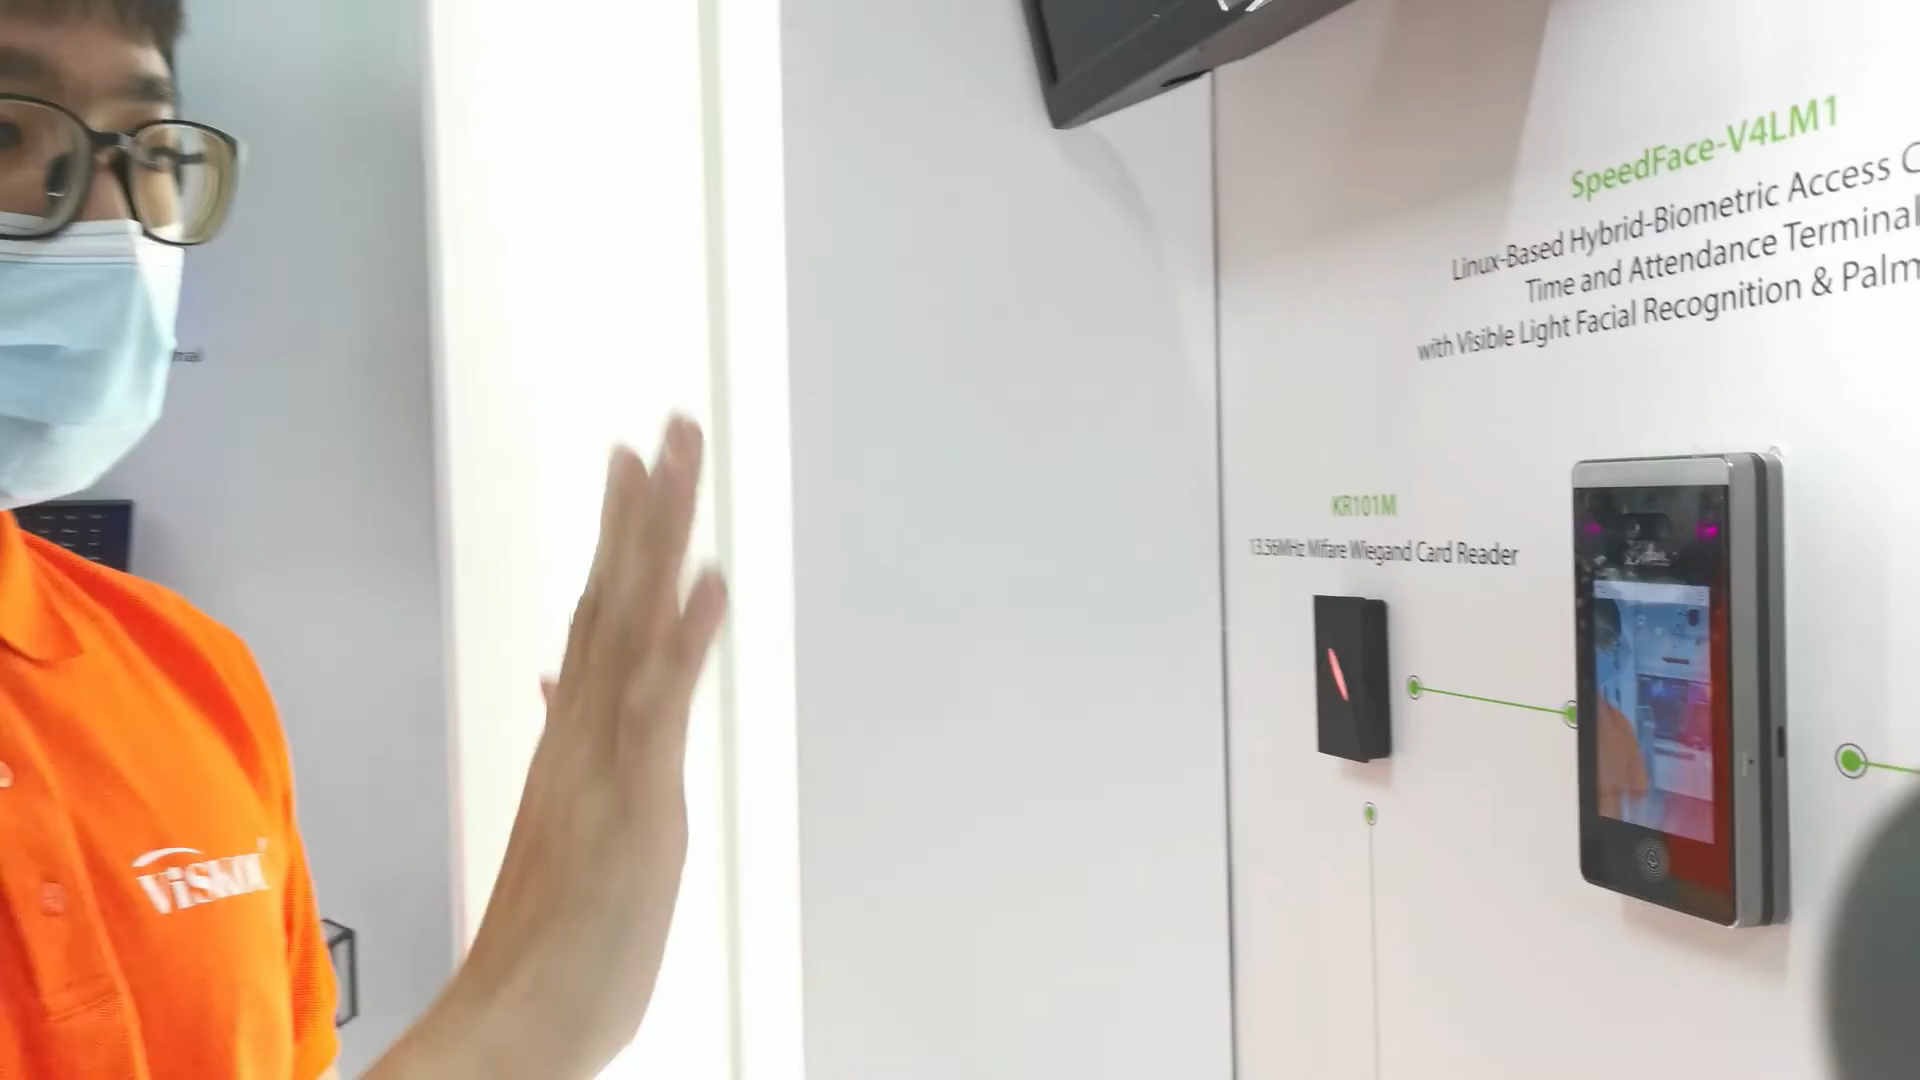 SpeedFace-V4LM1
Linux-Based Hybrid-Biometric Access
Time and Attendance Terminal
with Visible Light Facial Recognition & Palm
KR101M
13.56MHz Mifare Wiegand Card Reader